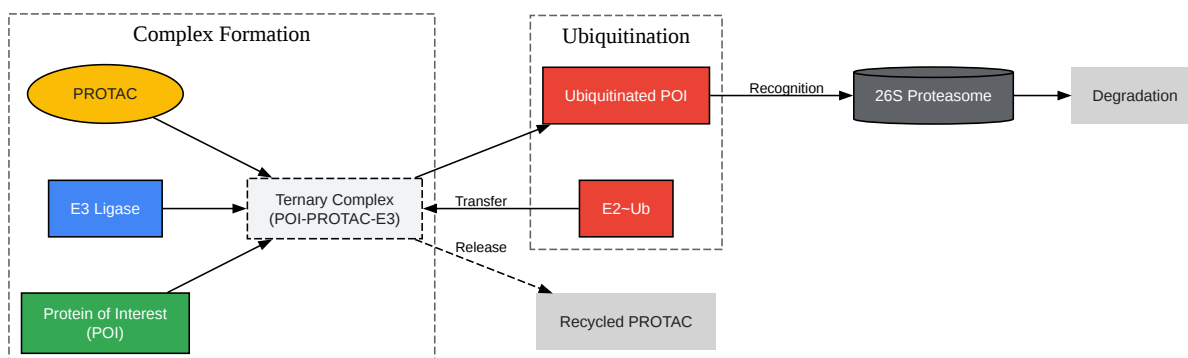 Complex Formation
PROTAC
E3 Ligase
Protein of Interest
(POI)
Ternary Complex
(POI-PROTAC-E3)
Ubiquitination
Ubiquitinated POI
Transfer
E2~Ub
Release
Recycled PROTAC
Recognition
26S Proteasome
Degradation